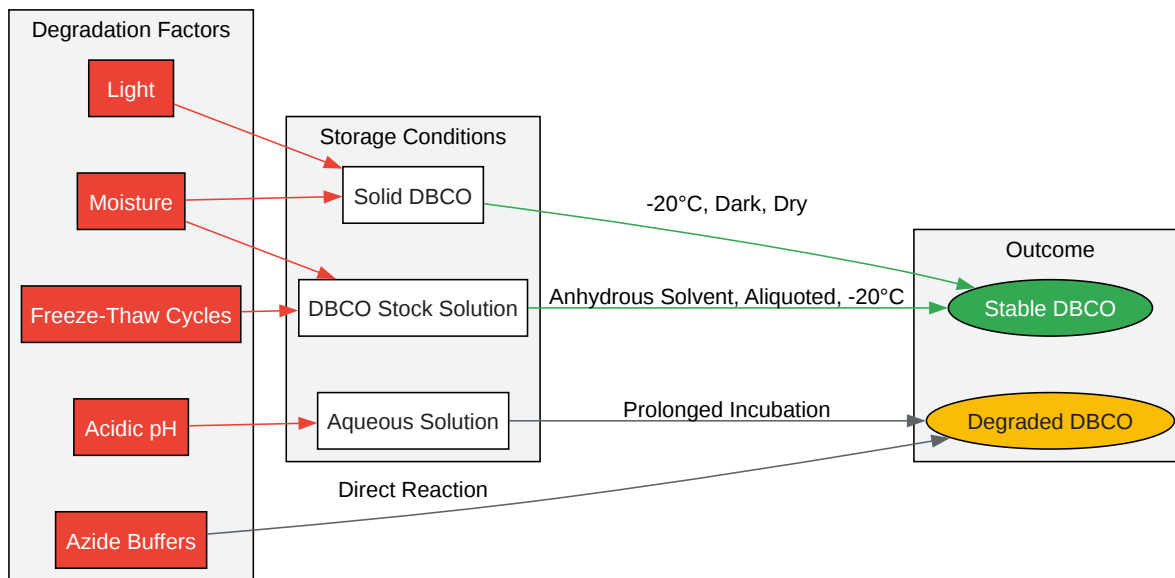 Degradation Factors
Light
Moisture
Freeze-Thaw Cycles
Acidic pH
Azide Buffers
Storage Conditions
Solid DBCO
DBCO Stock Solution
Aqueous Solution
-20°C, Dark, Dry
Anhydrous Solvent, Aliquoted, -20°C
Prolonged Incubation
Direct Reaction
Outcome
Stable DBCO
Degraded DBCO